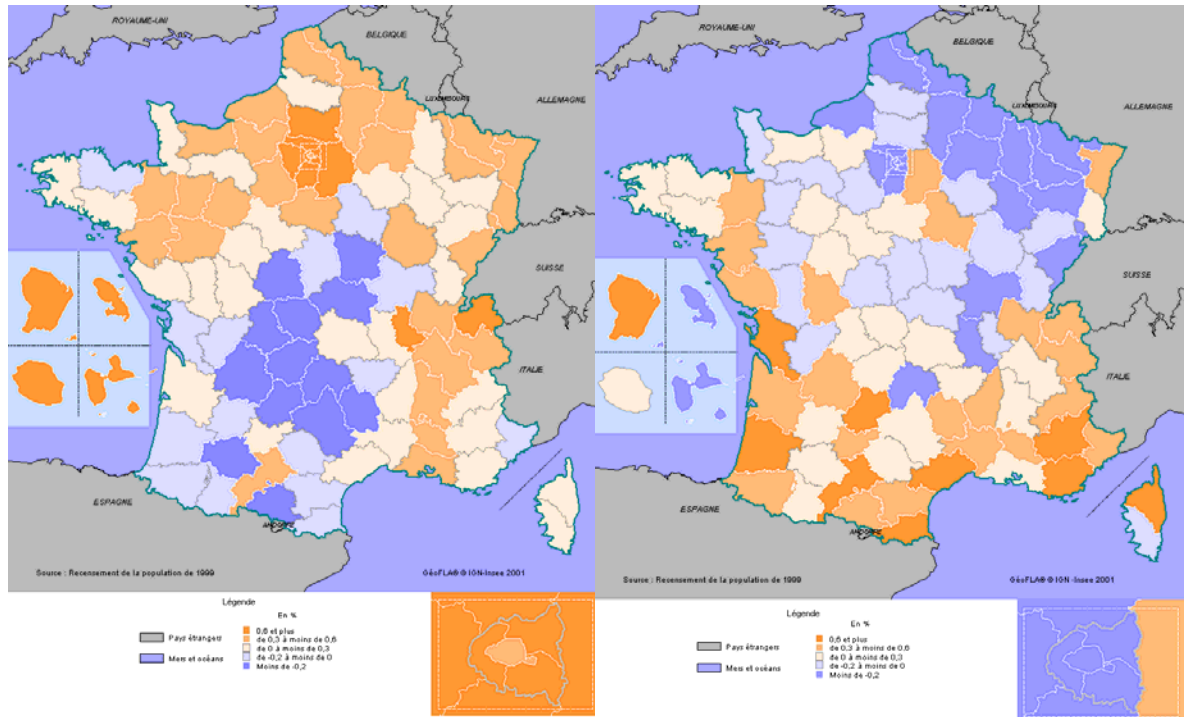 ROYAUME-UNI
BELGIQUE
LUXEMBOURG
ALLEMAGNE
SUISSE
ITALIE
ESPAGNE
ANDORRE
Source : Recensement de la population de 1999
GéoFLA® © IGN-Insee 2001
Légende
En %
Pays étrangers
Mers et océans
0,6 et plus
de 0,3 à moins de 0,6
de 0 à moins de 0,3
de -0,2 à moins de 0
Moins de -0,2
ROYAUME-UNI
BELGIQUE
LUXEMBOURG
ALLEMAGNE
SUISSE
ITALIE
ESPAGNE
ANDORRE
Source : Recensement de la population de 1999
GéoFLA® © IGN-Insee 2001
Légende
En %
Pays étrangers
Mers et océans
0,6 et plus
de 0,3 à moins de 0,6
de 0 à moins de 0,3
de -0,2 à moins de 0
Moins de -0,2